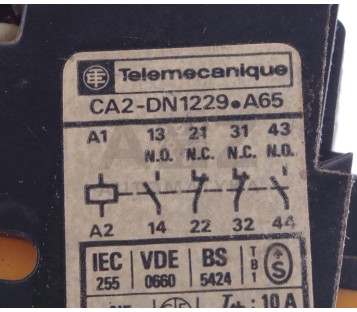 Telemecanique
CA2-DN1229.A65
A1 13 21 31 43
N.O. N.C. N.C. N.O.
A2 14 22 32 44
IEC VDE BS TB1 S
255 0660 5424
Ith : 10 A